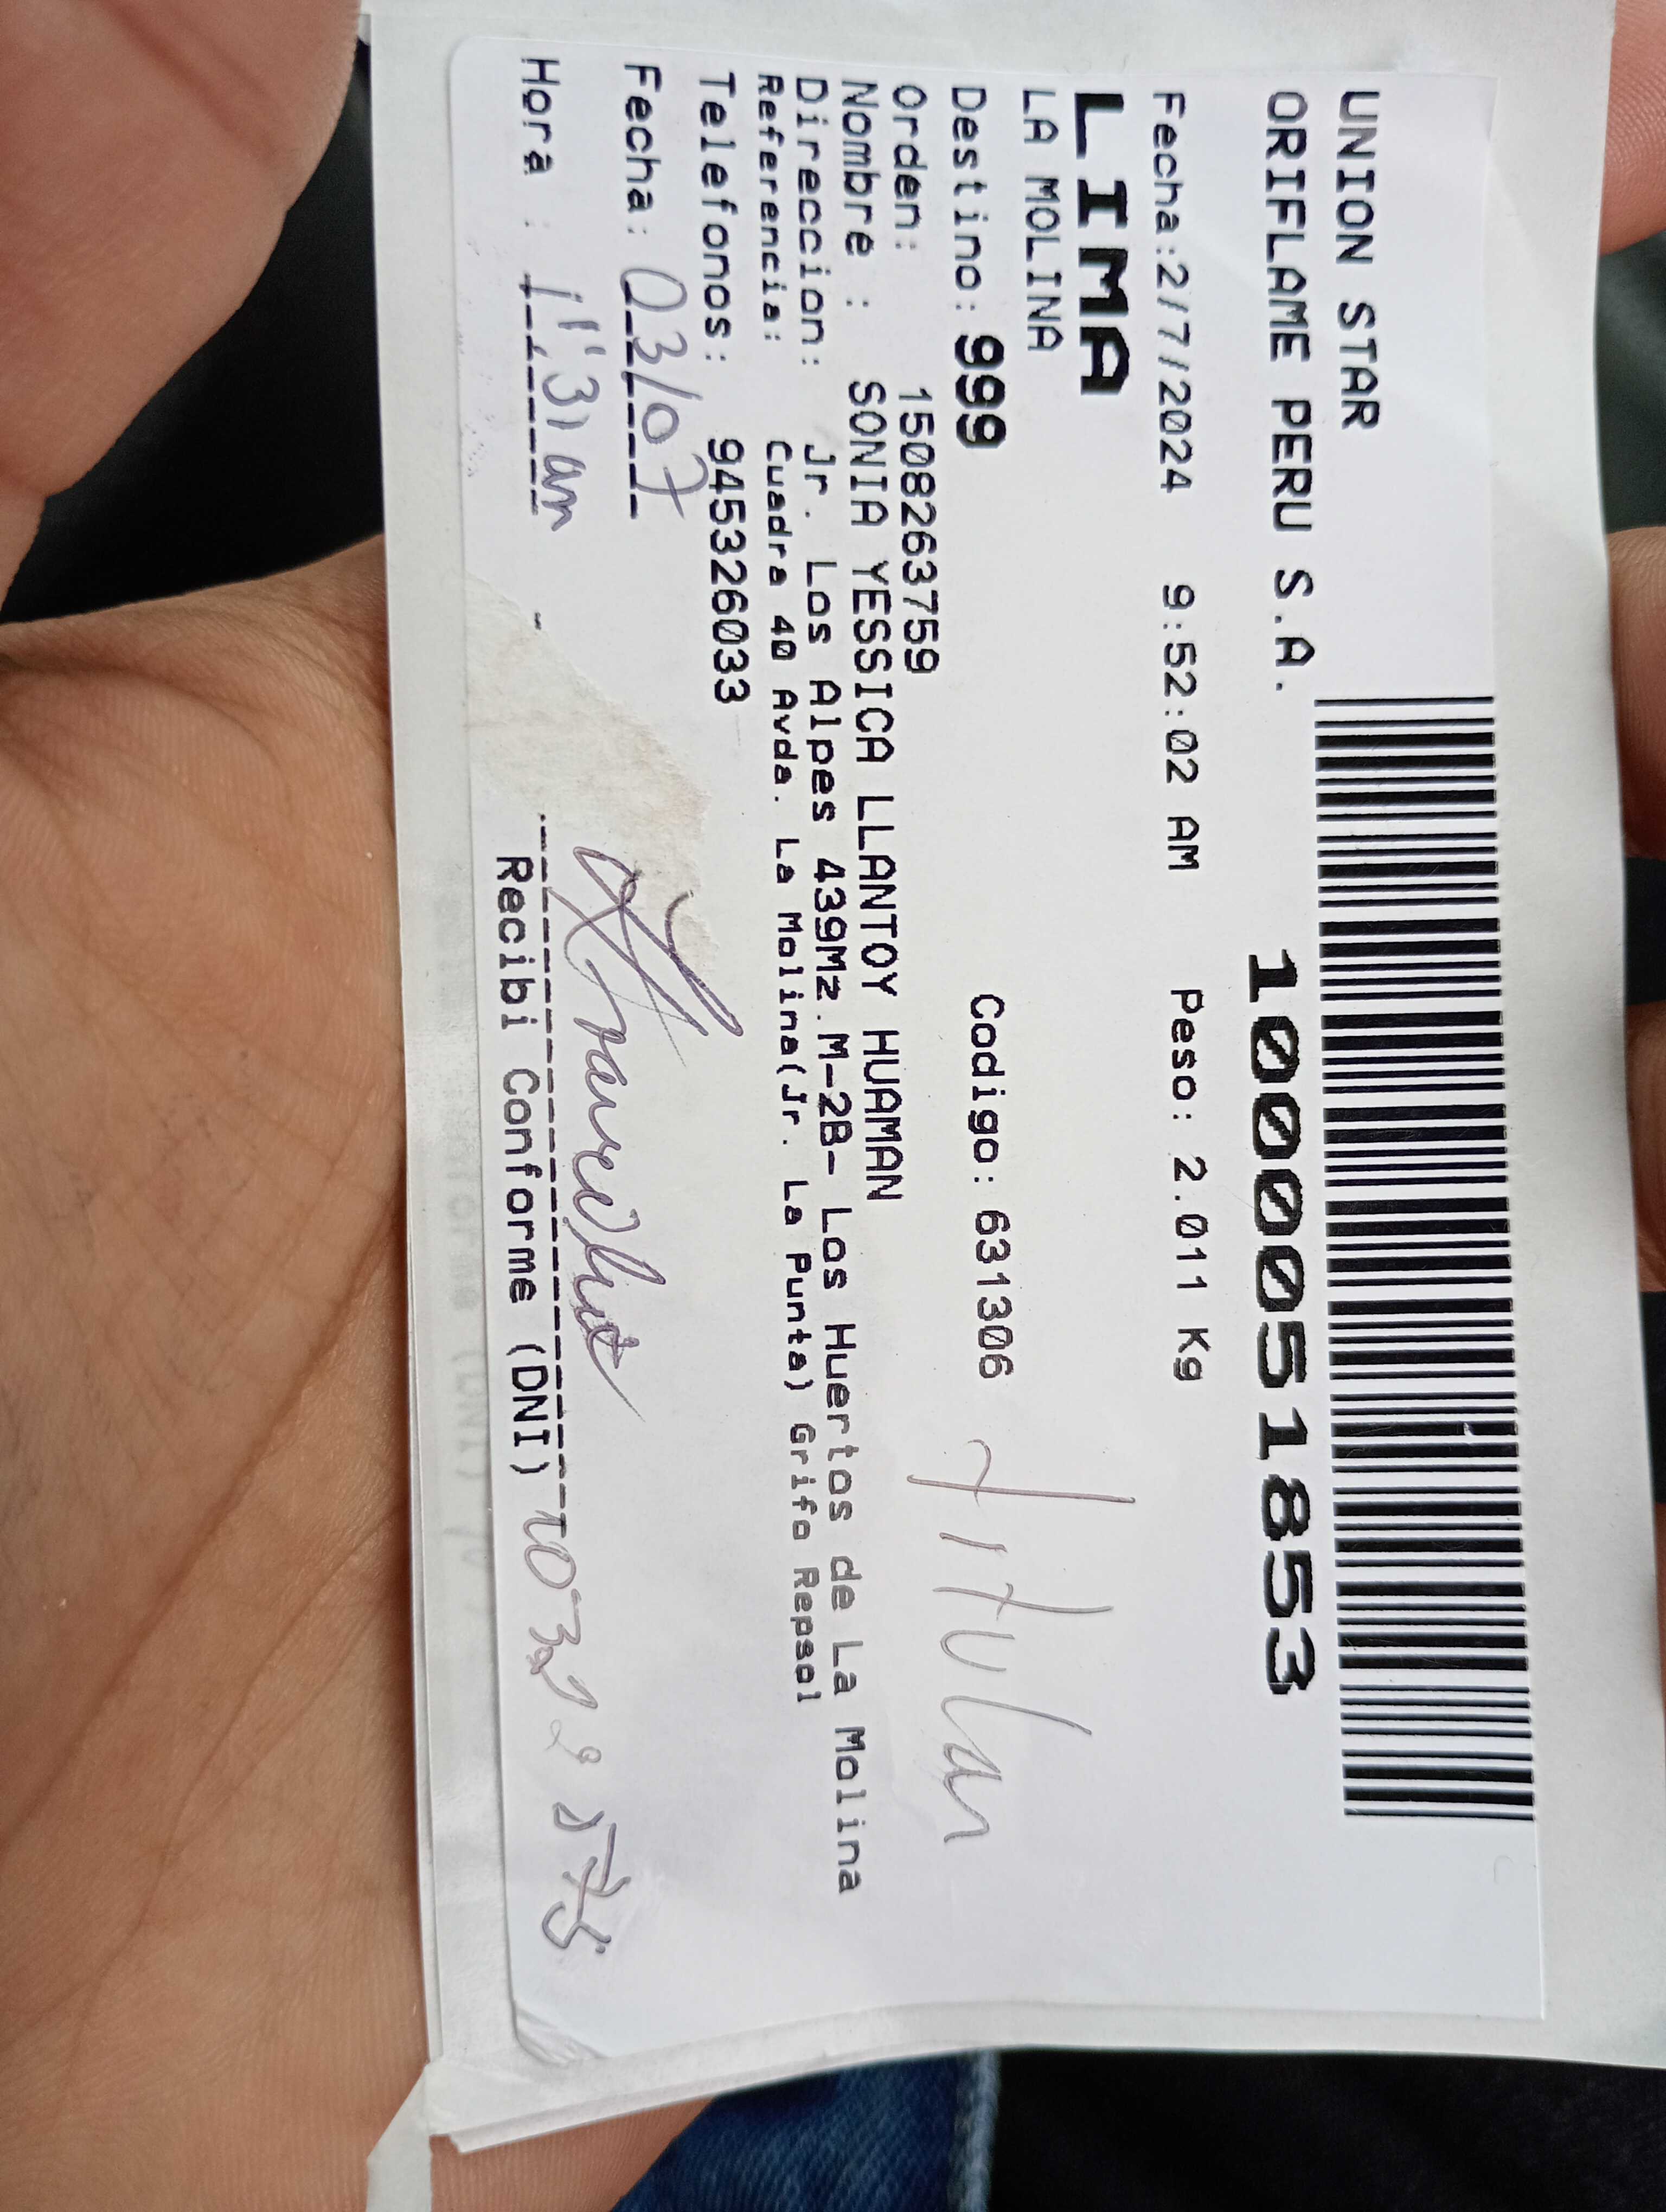 UNION STAR
ORIFLAME PERU S.A.
10000051853
Fecha:2/7/2024 9:52:02 AM Peso: 2.011 Kg
LIMA
LA MOLINA
Titular
Destino: 999 Codigo: 631306
Orden: 15082637759
Nombre : SONIA YESSICA LLANTOY HUAMAN
Direccion: Jr. Los Alpes 439Mz.M-2B- Los Huertos de La Molina
Referencia: Cuadra 40 Avda. La Molina(Jr. La Punta) Grifo Repsol
Telefonos: 945326033
Fecha: 03/07
Hora : 11:31 am
Recibi Conforme (DNI)